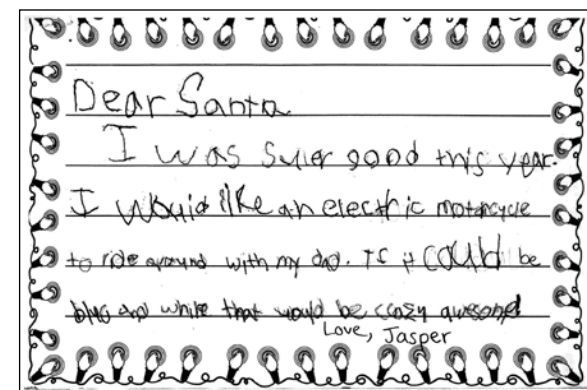 Dear Santa
I was super good this year.
I would like an electric motorcycle
to ride around with my dad. If it could be
blue and white that would be crazy awesome!
Love, Jasper